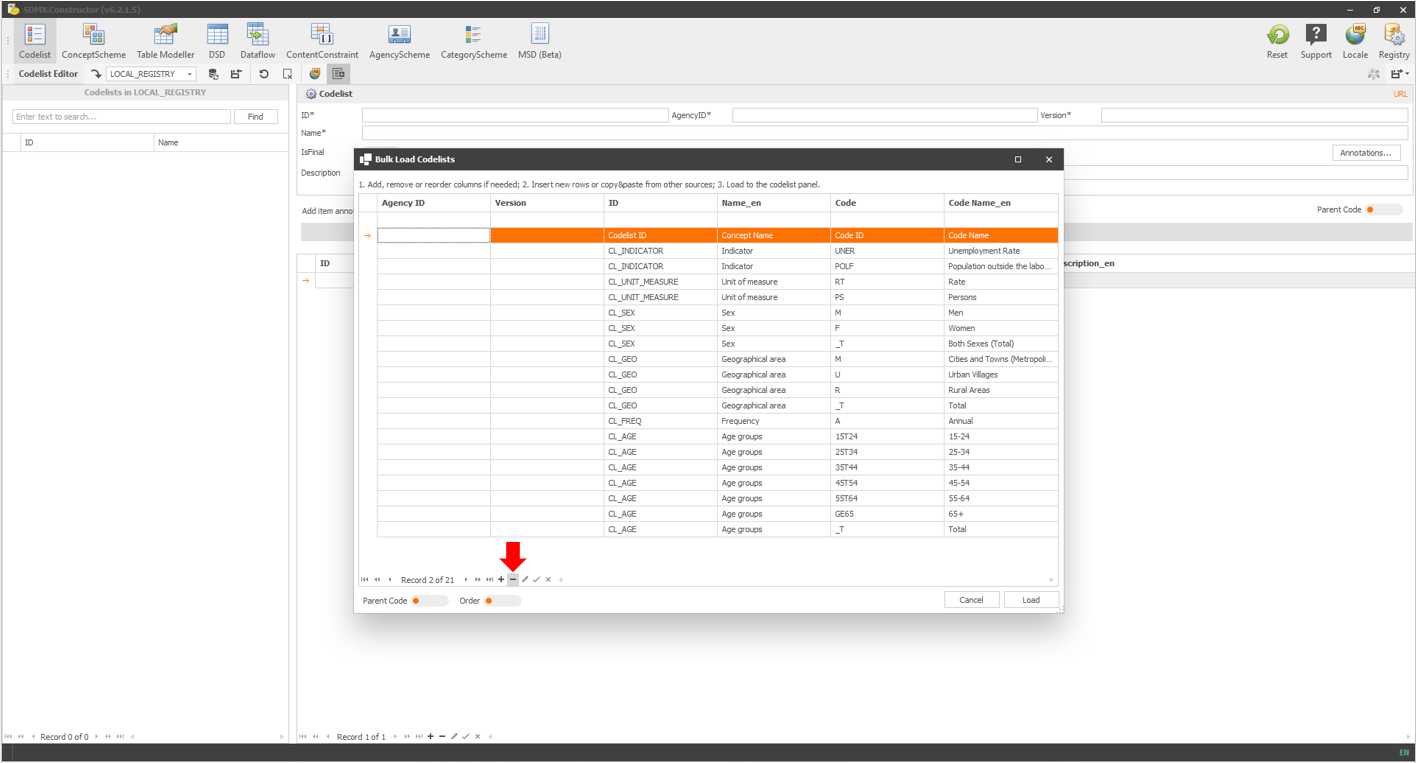 SDMX.Constructor (v6.2.1.5)
Codelist ConceptScheme Table Modeller DSD Dataflow ContentConstraint AgencyScheme CategoryScheme MSD (Beta) Reset Support Locale Registry
Codelist Editor LOCAL_REGISTRY
Codelists in LOCAL_REGISTRY
Enter text to search... Find
ID Name
Codelist URL
ID* AgencyID* Version*
Name*
IsFinal Annotations...
Description
Add item anno Parent Code
ID scription_en
Bulk Load Codelists
1. Add, remove or reorder columns if needed; 2. Insert new rows or copy&paste from other sources; 3. Load to the codelist panel.
Agency ID Version ID Name_en Code Code Name_en
Codelist ID Concept Name Code ID Code Name
CL_INDICATOR Indicator UNER Unemployment Rate
CL_INDICATOR Indicator POLF Population outside the labo...
CL_UNIT_MEASURE Unit of measure RT Rate
CL_UNIT_MEASURE Unit of measure PS Persons
CL_SEX Sex M Men
CL_SEX Sex F Women
CL_SEX Sex _T Both Sexes (Total)
CL_GEO Geographical area M Cities and Towns (Metropoli...
CL_GEO Geographical area U Urban Villages
CL_GEO Geographical area R Rural Areas
CL_GEO Geographical area _T Total
CL_FREQ Frequency A Annual
CL_AGE Age groups 15T24 15-24
CL_AGE Age groups 25T34 25-34
CL_AGE Age groups 35T44 35-44
CL_AGE Age groups 45T54 45-54
CL_AGE Age groups 55T64 55-64
CL_AGE Age groups GE65 65+
CL_AGE Age groups _T Total
Record 2 of 21
Parent Code Order Cancel Load
Record 0 of 0 Record 1 of 1
EN